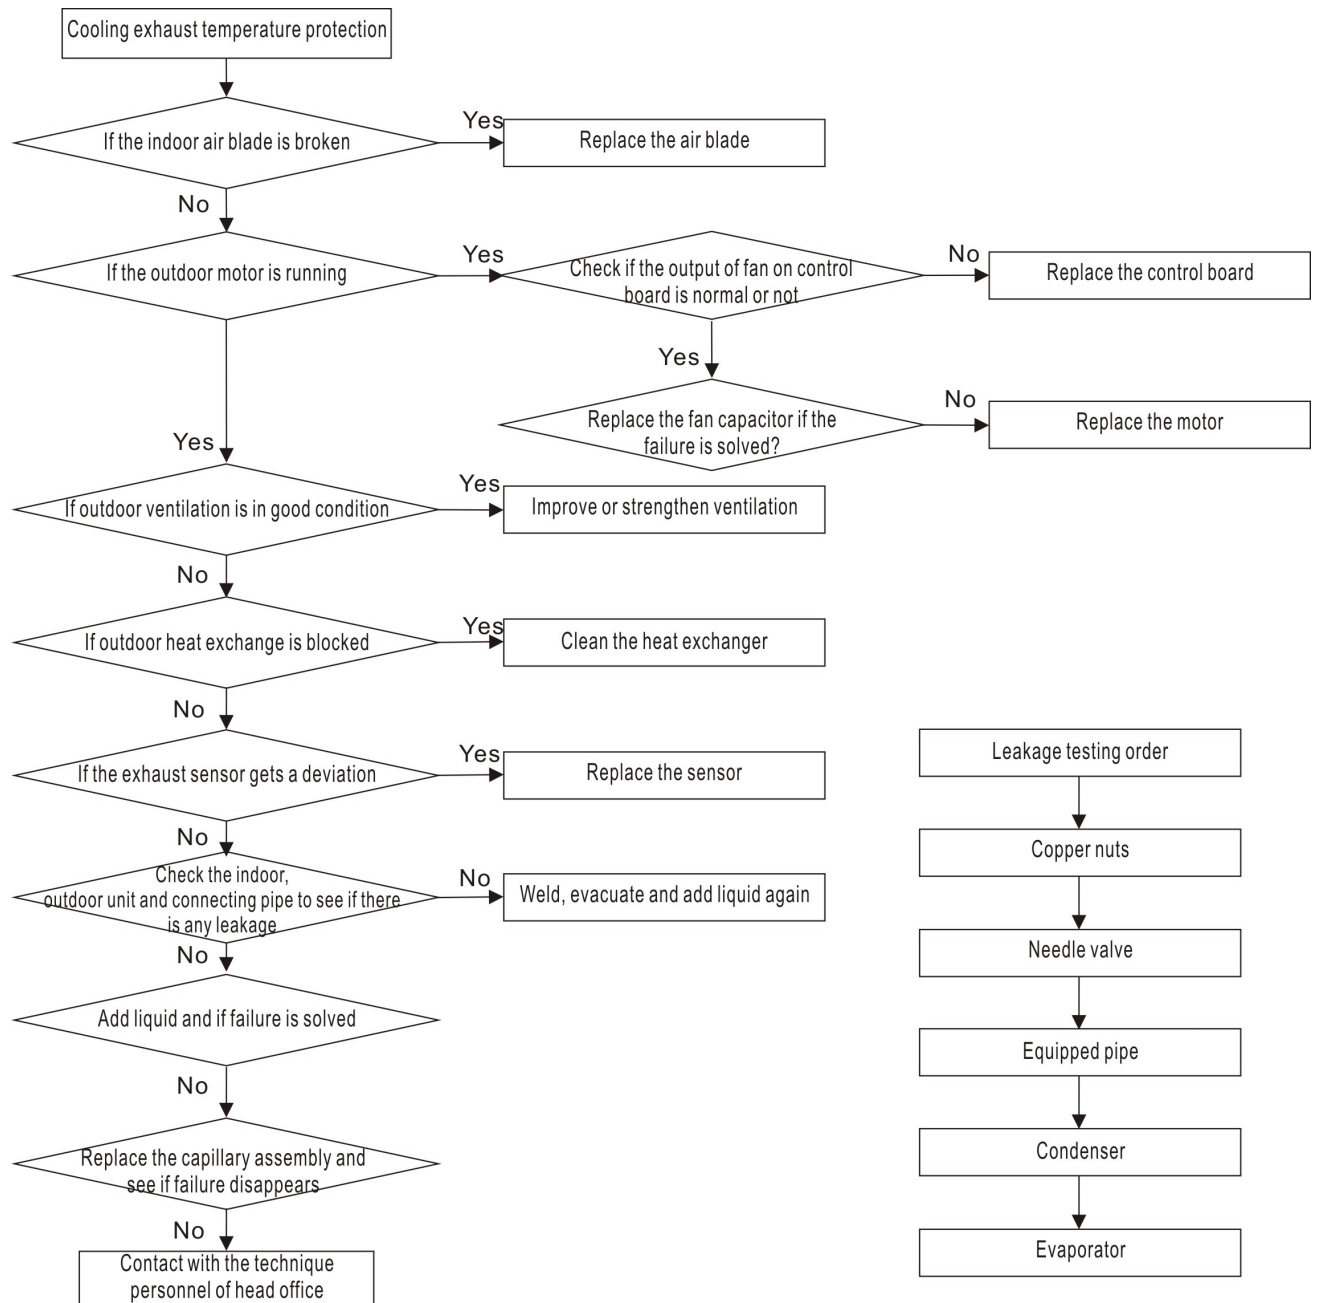 Cooling exhaust temperature protection
If the indoor air blade is broken
Yes
Replace the air blade
No
If the outdoor motor is running
Yes
Check if the output of fan on control
board is normal or not
No
Replace the control board
Yes
Replace the fan capacitor if the
failure is solved?
No
Replace the motor
Yes
If outdoor ventilation is in good condition
Yes
Improve or strengthen ventilation
No
If outdoor heat exchange is blocked
Yes
Clean the heat exchanger
No
If the exhaust sensor gets a deviation
Yes
Replace the sensor
No
Check the indoor,
outdoor unit and connecting pipe to see if there
is any leakage
No
Weld, evacuate and add liquid again
No
Add liquid and if failure is solved
No
Replace the capillary assembly and
see if failure disappears
No
Contact with the technique
personnel of head office
Leakage testing order
Copper nuts
Needle valve
Equipped pipe
Condenser
Evaporator